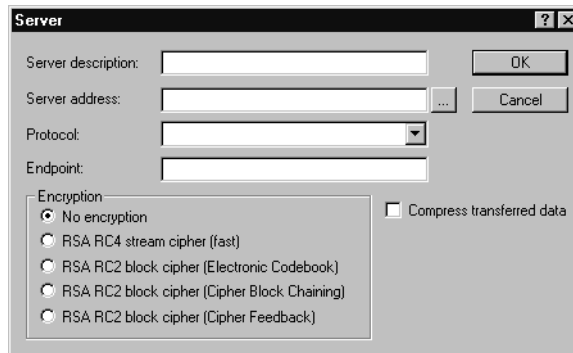 Server
Server description:
OK
Server address:
...
Cancel
Protocol:
Endpoint:
Encryption
No encryption
Compress transferred data
RSA RC4 stream cipher (fast)
RSA RC2 block cipher (Electronic Codebook)
RSA RC2 block cipher (Cipher Block Chaining)
RSA RC2 block cipher (Cipher Feedback)